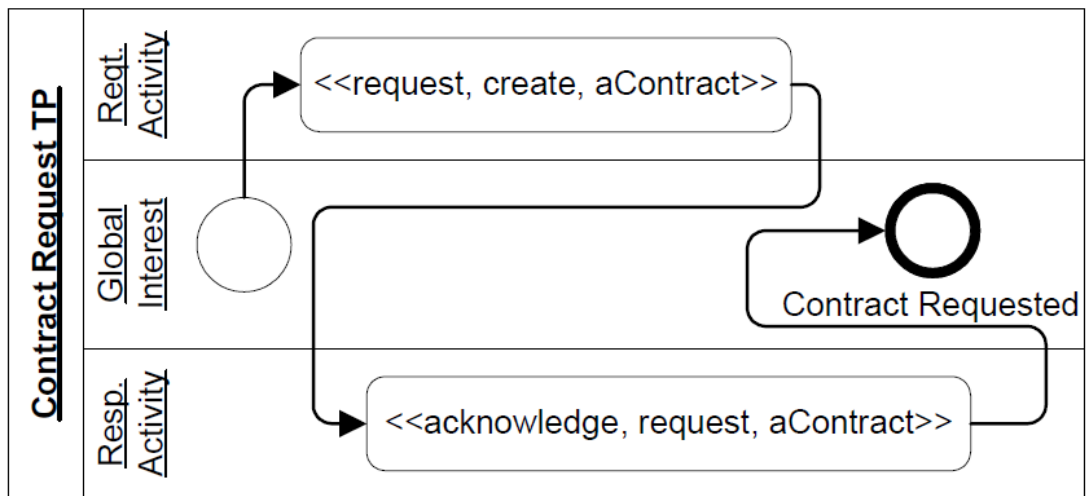 Contract Request TP
Reqt.
Activity
<<request, create, aContract>>
Global
Interest
Contract Requested
Resp.
Activity
<<acknowledge, request, aContract>>